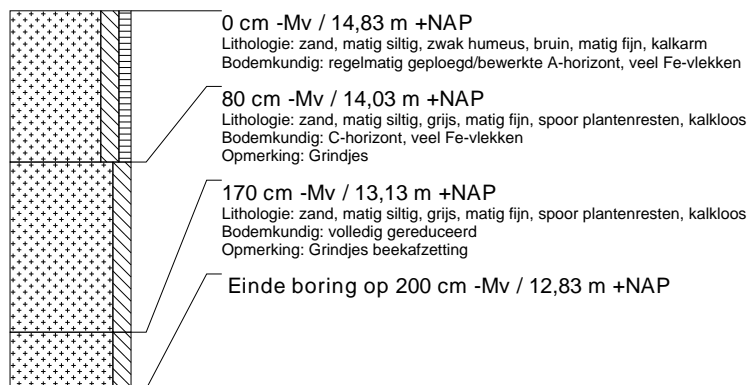 0 cm -Mv / 14,83 m +NAP
Lithologie: zand, matig siltig, zwak humeus, bruin, matig fijn, kalkarm
Bodemkundig: regelmatig geploegd/bewerkte A-horizont, veel Fe-vlekken
80 cm -Mv / 14,03 m +NAP
Lithologie: zand, matig siltig, grijs, matig fijn, spoor plantenresten, kalkloos
Bodemkundig: C-horizont, veel Fe-vlekken
Opmerking: Grindjes
170 cm -Mv / 13,13 m +NAP
Lithologie: zand, matig siltig, grijs, matig fijn, spoor plantenresten, kalkloos
Bodemkundig: volledig gereduceerd
Opmerking: Grindjes beekafzetting
Einde boring op 200 cm -Mv / 12,83 m +NAP